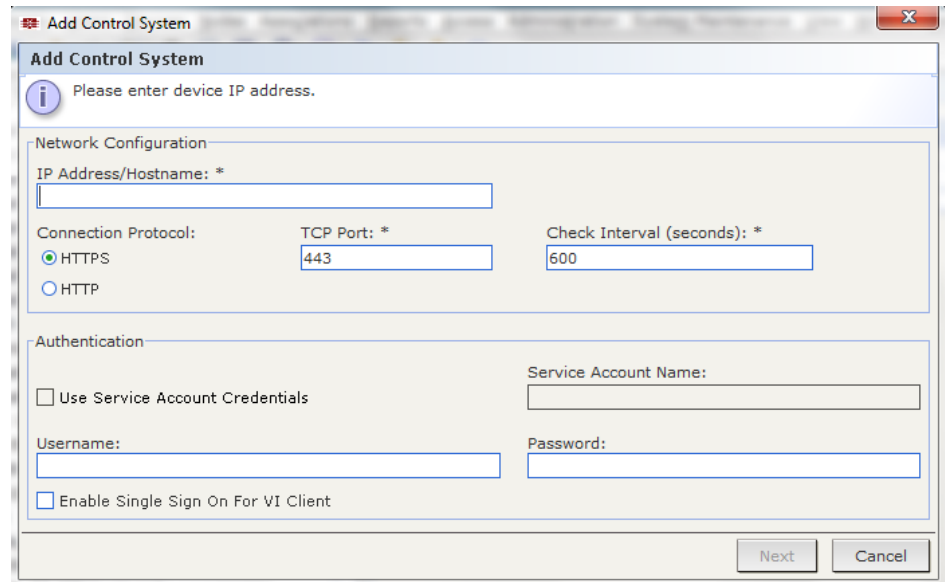 Add Control System
Add Control System
Please enter device IP address.
Network Configuration
IP Address/Hostname: *
Connection Protocol: TCP Port: * Check Interval (seconds): *
HTTPS 443 600
HTTP
Authentication
Service Account Name:
Use Service Account Credentials
Username: Password:
Enable Single Sign On For VI Client
Next Cancel